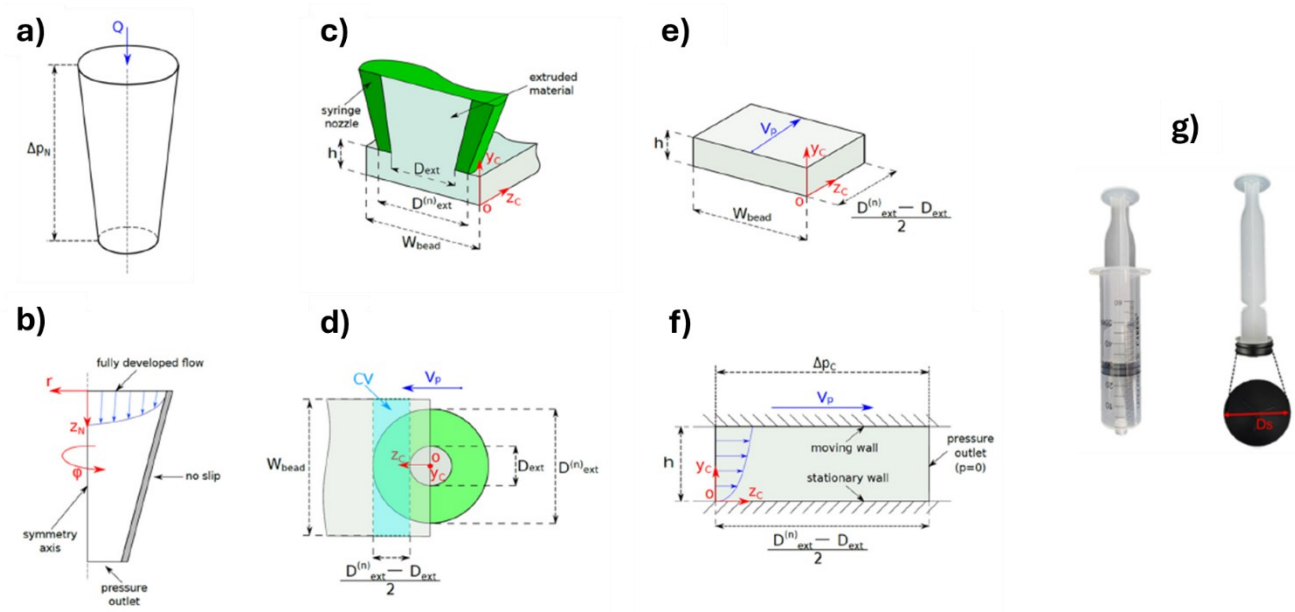 a)
Q
Δp_N
b)
fully developed flow
r
z_N
φ
no slip
symmetry
axis
pressure
outlet
c)
extruded
material
syringe
nozzle
h
D_ext
D^(n)_ext
W_bead
y_C
z_C
o
d)
CV
V_p
W_bead
z_C
o
y_C
D_ext
D^(n)_ext
D^(n)_ext — D_ext
2
e)
V_p
h
y_C
z_C
o
W_bead
D^(n)_ext — D_ext
2
f)
Δp_C
V_p
moving wall
h
y_C
pressure
outlet
(p=0)
stationary wall
o
z_C
D^(n)_ext — D_ext
2
g)
Ds